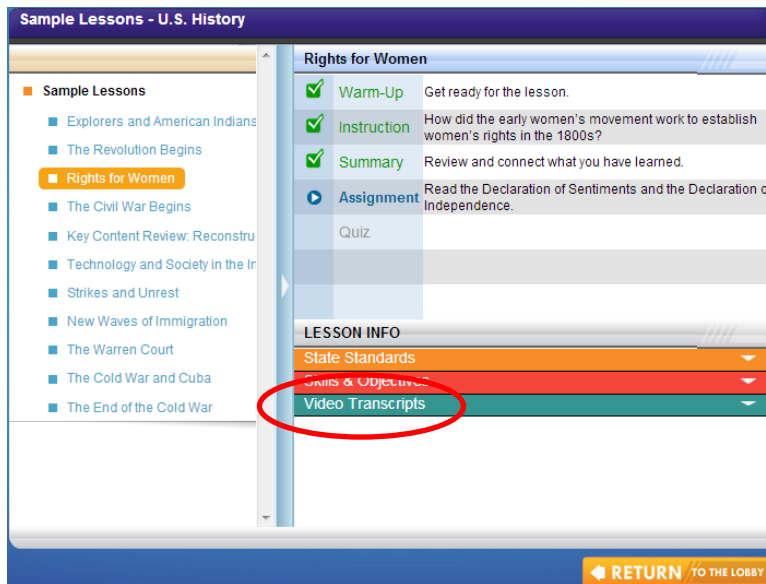 Sample Lessons - U.S. History
Sample Lessons
Explorers and American Indians
The Revolution Begins
Rights for Women
The Civil War Begins
Key Content Review: Reconstru
Technology and Society in the In
Strikes and Unrest
New Waves of Immigration
The Warren Court
The Cold War and Cuba
The End of the Cold War
Rights for Women
Warm-Up Get ready for the lesson.
Instruction How did the early women's movement work to establish
women's rights in the 1800s?
Summary Review and connect what you have learned.
Assignment Read the Declaration of Sentiments and the Declaration o
Independence.
Quiz
LESSON INFO
State Standards
Skills & Objectives
Video Transcripts
RETURN TO THE LOBBY